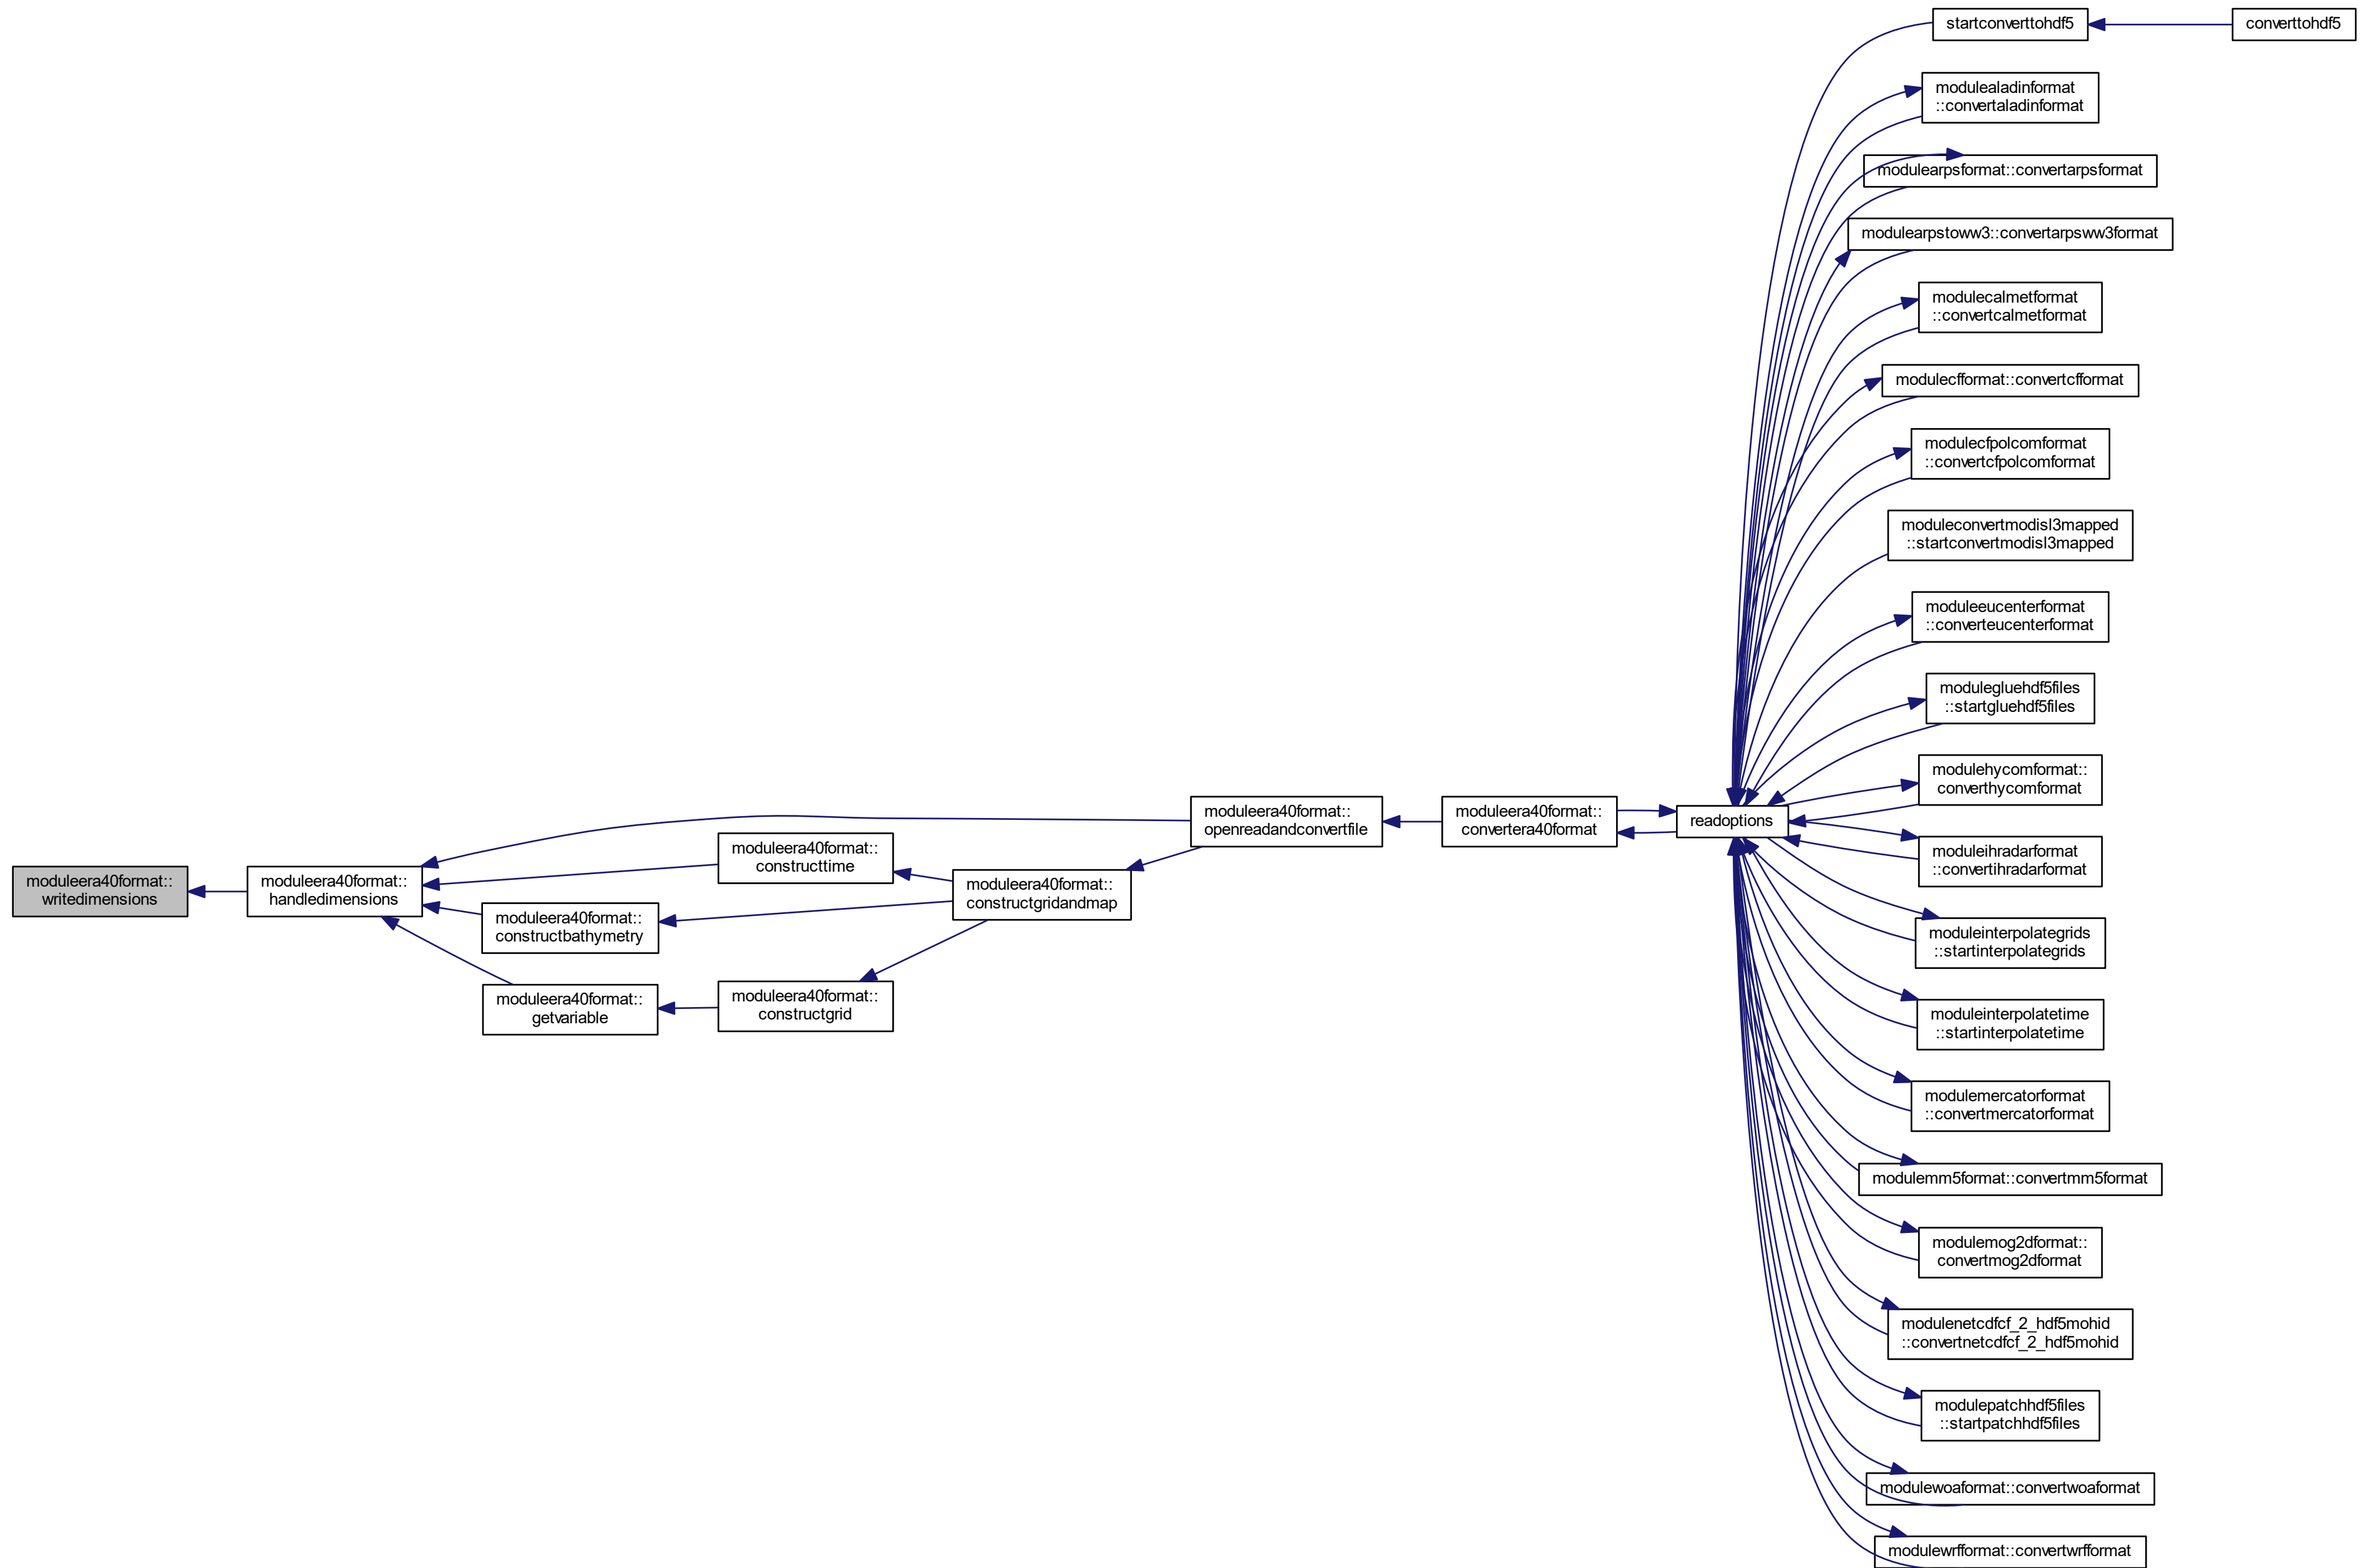 moduleera40format::
writedimensions
moduleera40format::
handledimensions
moduleera40format::
constructbathymetry
moduleera40format::
getvariable
moduleera40format::
constructtime
moduleera40format::
constructgrid
moduleera40format::
constructgridandmap
moduleera40format::
openreadandconvertfile
moduleera40format::
convertera40format
readoptions
startconverttohdf5
converttohdf5
modulealadinformat
::convertaladinformat
modulearpsformat::convertarpsformat
modulearpstoww3::convertarpsww3format
modulecalmetformat
::convertcalmetformat
modulecfformat::convertcfformat
modulecfpolcomformat
::convertcfpolcomformat
moduleconvertmodisl3mapped
::startconvertmodisl3mapped
moduleeucenterformat
::converteucenterformat
modulegluehdf5files
::startgluehdf5files
modulehycomformat::
converthycomformat
moduleihradarformat
::convertihradarformat
moduleinterpolategrids
::startinterpolategrids
moduleinterpolatetime
::startinterpolatetime
modulemercatorformat
::convertmercatorformat
modulemm5format::convertmm5format
modulemog2dformat::
convertmog2dformat
modulenetcdfcf_2_hdf5mohid
::convertnetcdfcf_2_hdf5mohid
modulepatchhdf5files
::startpatchhdf5files
modulewoaformat::convertwoaformat
modulewrfformat::convertwrfformat